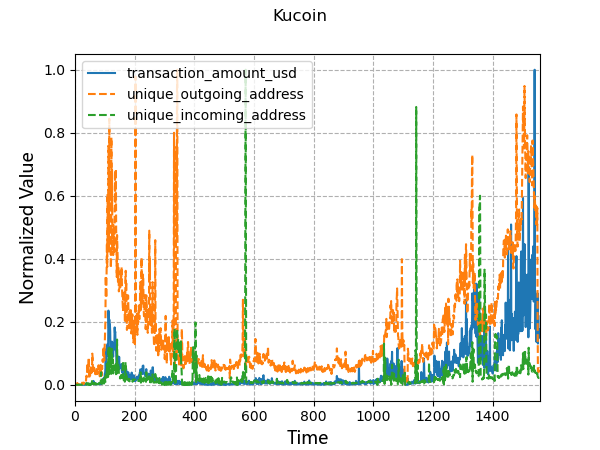 Kucoin
transaction_amount_usd
unique_outgoing_address
unique_incoming_address
Normalized Value
1.0
0.8
0.6
0.4
0.2
0.0
0 200 400 600 800 1000 1200 1400
Time